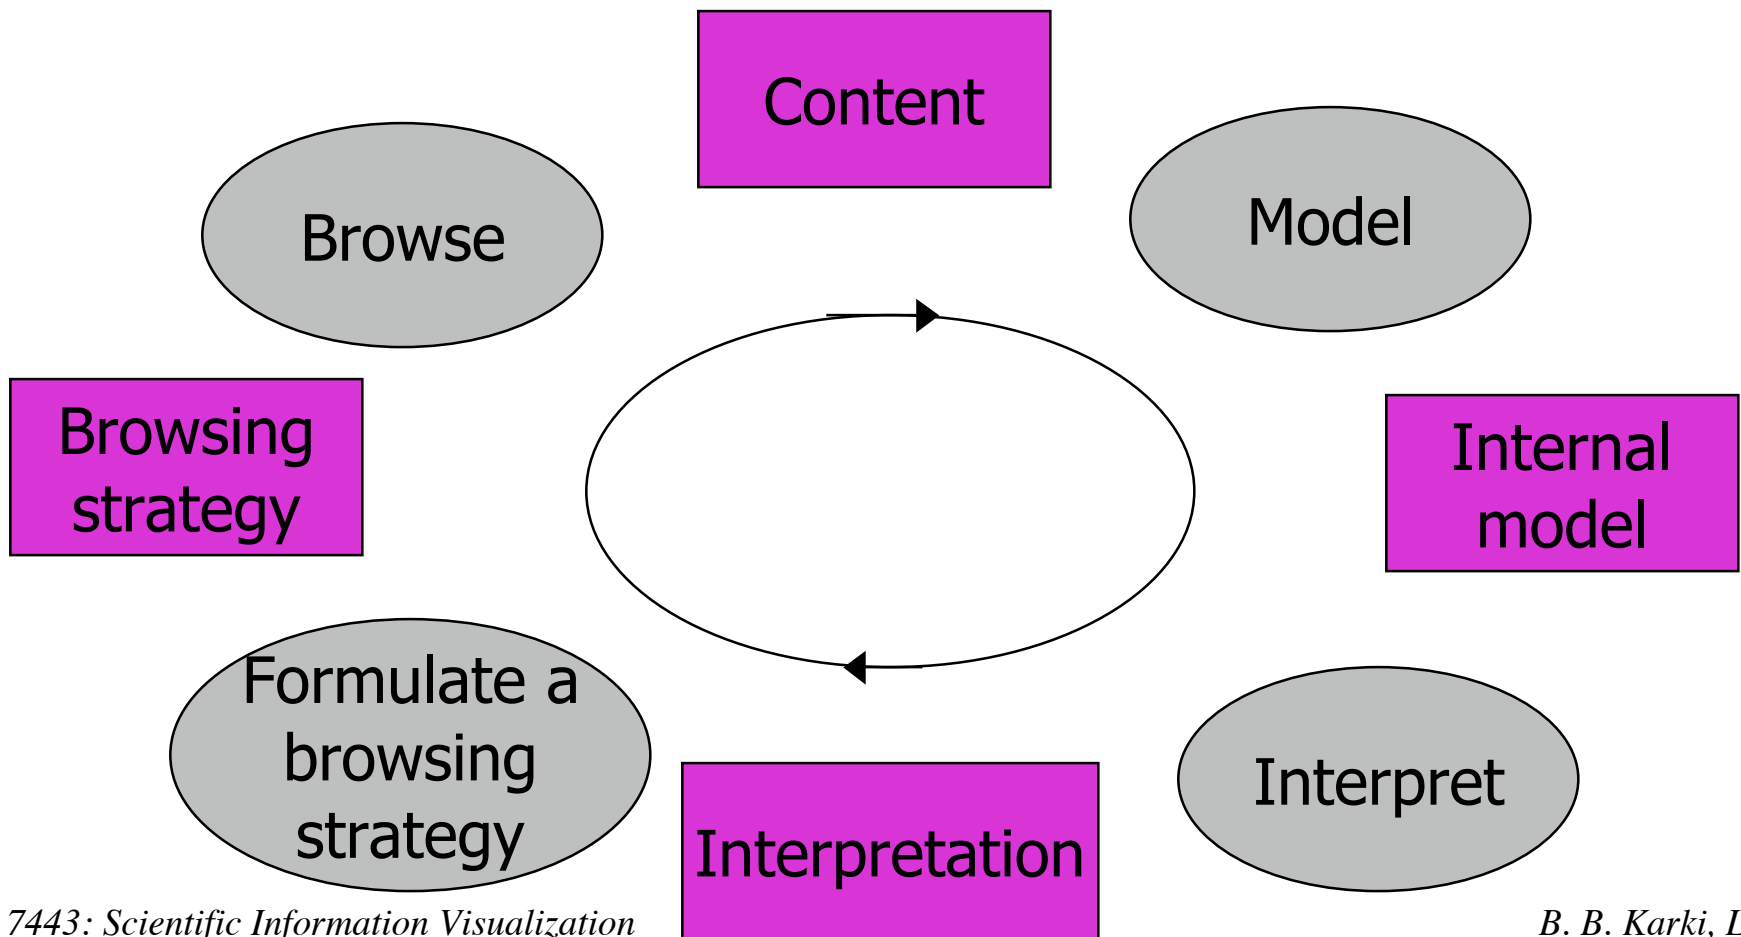 Content
Browse
Model
Browsing
strategy
Internal
model
Formulate a
browsing
strategy
Interpret
Interpretation
7443: Scientific Information Visualization
B. B. Karki, L